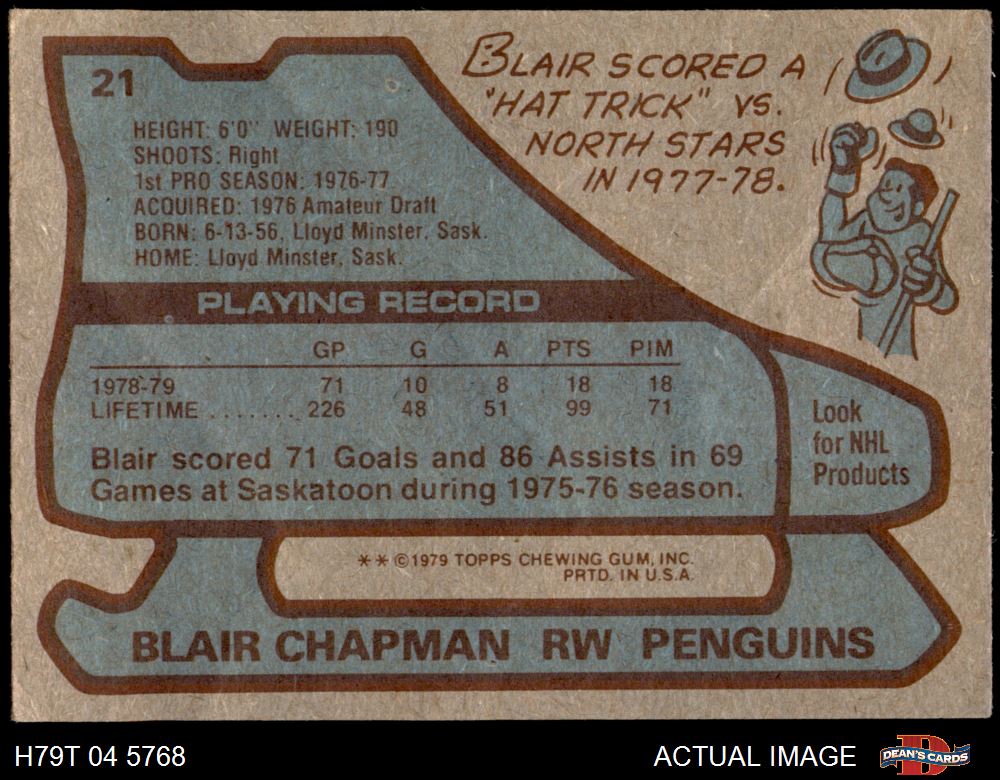 21
HEIGHT: 6'0" WEIGHT: 190
SHOOTS: Right
1st PRO SEASON: 1976-77
ACQUIRED: 1976 Amateur Draft
BORN: 6-13-56, Lloyd Minster, Sask.
HOME: Lloyd Minster, Sask.
BLAIR SCORED A
"HAT TRICK" VS.
NORTH STARS
IN 1977-78.
PLAYING RECORD
GP G A PTS PIM
1978-79 71 10 8 18 18
LIFETIME ........ 226 48 51 99 71
Blair scored 71 Goals and 86 Assists in 69
Games at Saskatoon during 1975-76 season.
Look
for NHL
Products
** ©1979 TOPPS CHEWING GUM, INC.
PRTD. IN U.S.A.
BLAIR CHAPMAN RW PENGUINS
H79T 04 5768
ACTUAL IMAGE
D
DEAN'S CARDS